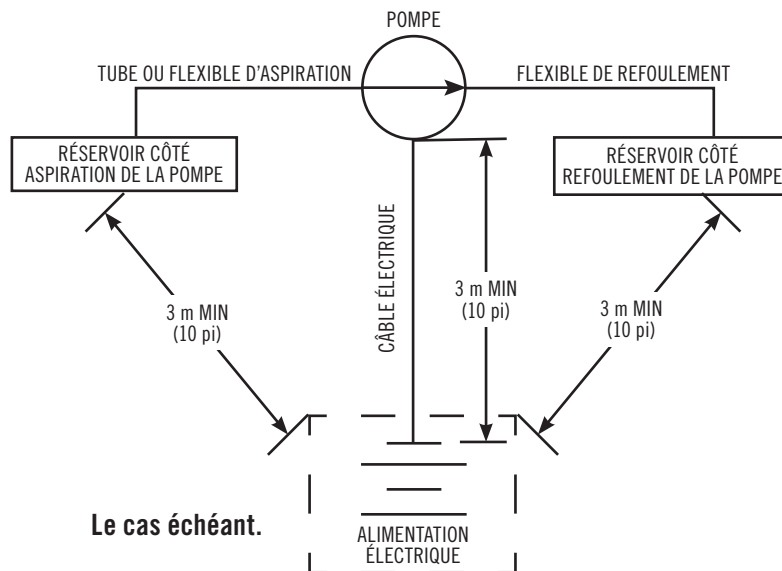 POMPE
TUBE OU FLEXIBLE D'ASPIRATION
FLEXIBLE DE REFOULEMENT
RÉSERVOIR CÔTÉ
ASPIRATION DE LA POMPE
RÉSERVOIR CÔTÉ
REFOULEMENT DE LA POMPE
CÂBLE ÉLECTRIQUE
3 m MIN
(10 pi)
3 m MIN
(10 pi)
3 m MIN
(10 pi)
Le cas échéant.
ALIMENTATION
ÉLECTRIQUE